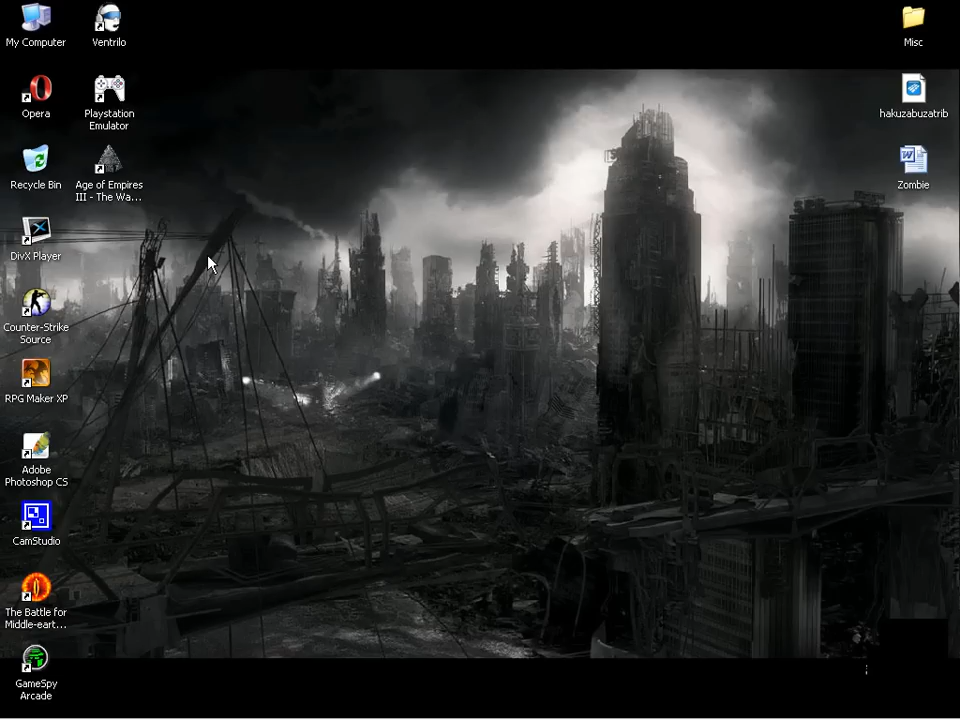 My Computer
Ventrilo
Misc
Opera
Playstation
Emulator
hakuzabuzatrib
Recycle Bin
Age of Empires
III - The Wa...
Zombie
DivX Player
Counter-Strike
Source
RPG Maker XP
Adobe
Photoshop CS
CamStudio
The Battle for
Middle-eart...
GameSpy
Arcade